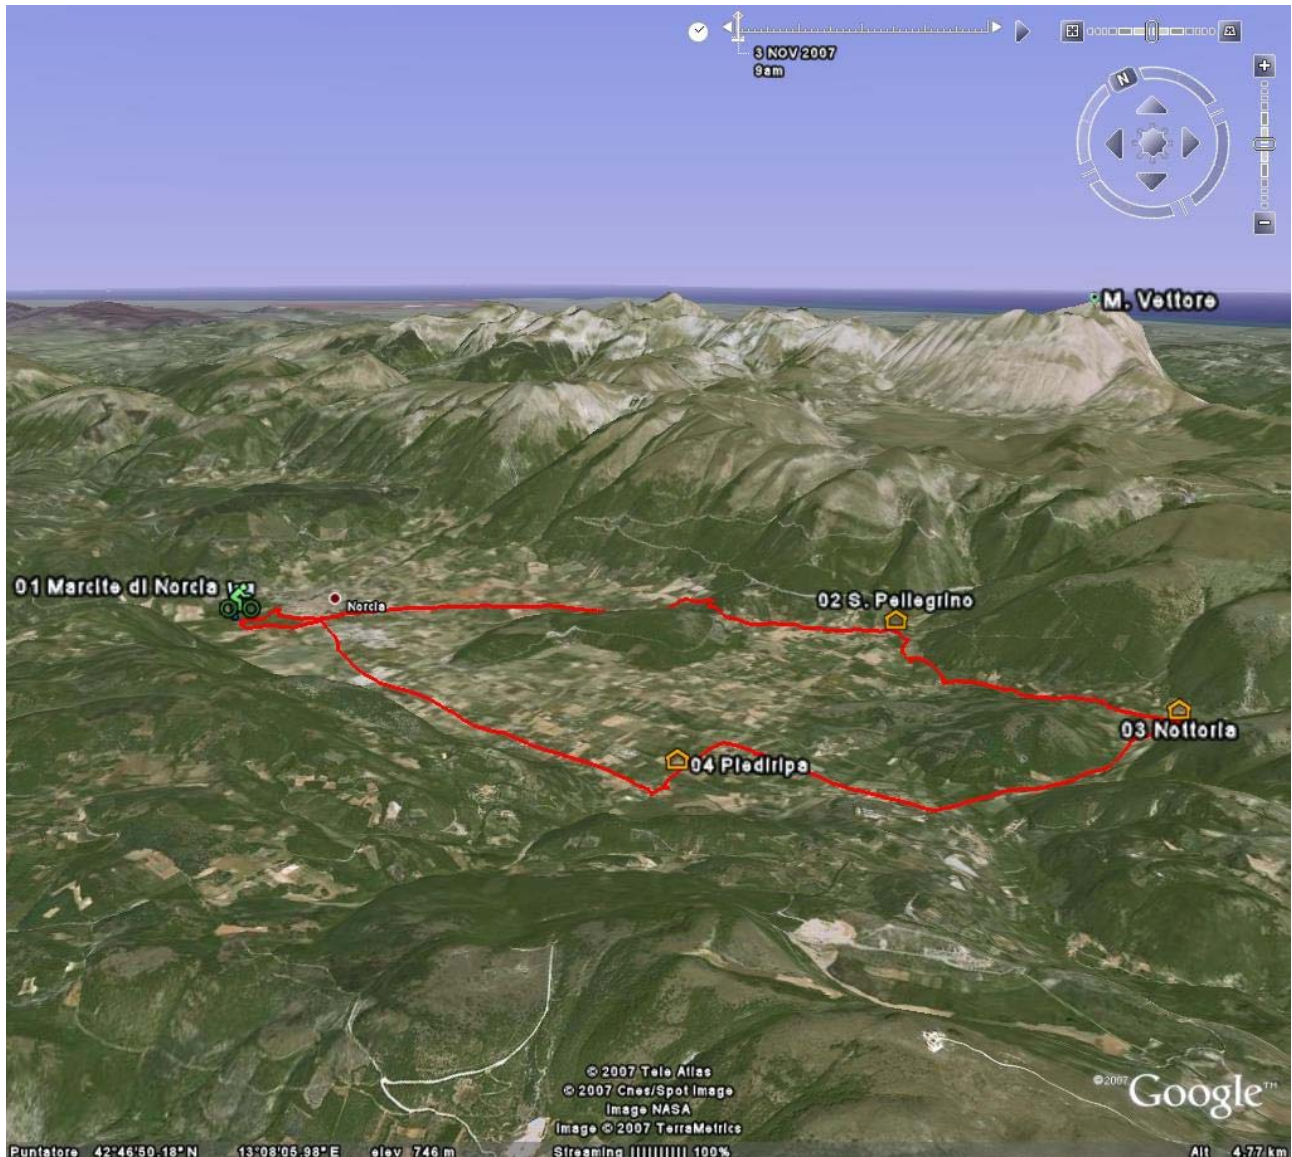 3 NOV 2007
9am
N
M. Vettore
01 Marcite di Norcia
Norcia
02 S. Pellegrino
03 Nottoria
04 Piediripa
© 2007 Tele Atlas
© 2007 Cnes/Spot Image
Image NASA
Image © 2007 TerraMetrics
©2007 Google™
Puntatore 42°46'50.18" N 13°08'05.98" E elev 746 m Streaming |||||||||| 100% Alt 4.77 km